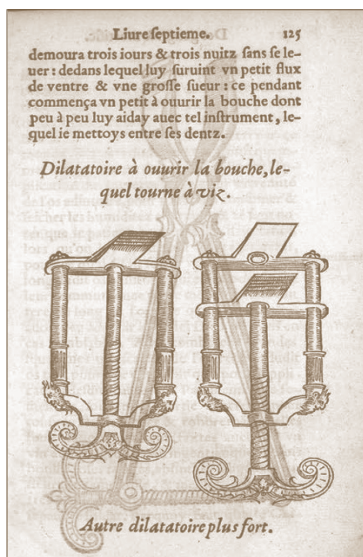 Liure septieme. 125
demoura trois iours & trois nuitz sans se le-
uer : dedans lequel luy suruint vn petit flux
de ventre & vne grosse sueur : ce pendant
commença vn petit à ouurir la bouche dont
peu à peu luy aiday auec tel instrument, le-
quel ie mettoys entre ses dentz.
Dilatatoire à ouurir la bouche, le-
quel tourne à viz.
Autre dilatatoire plus fort.